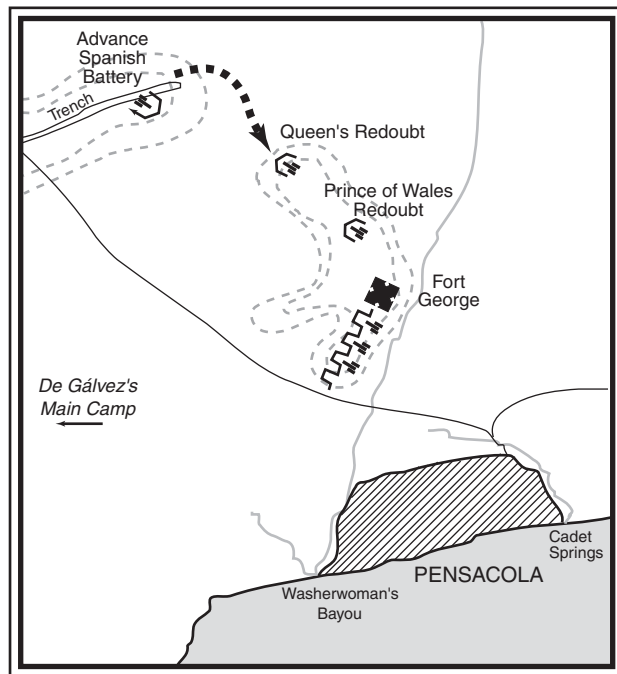 Advance
Spanish
Battery
Trench
Queen's Redoubt
Prince of Wales
Redoubt
Fort
George
De Gálvez's
Main Camp
Cadet
Springs
PENSACOLA
Washerwoman's
Bayou